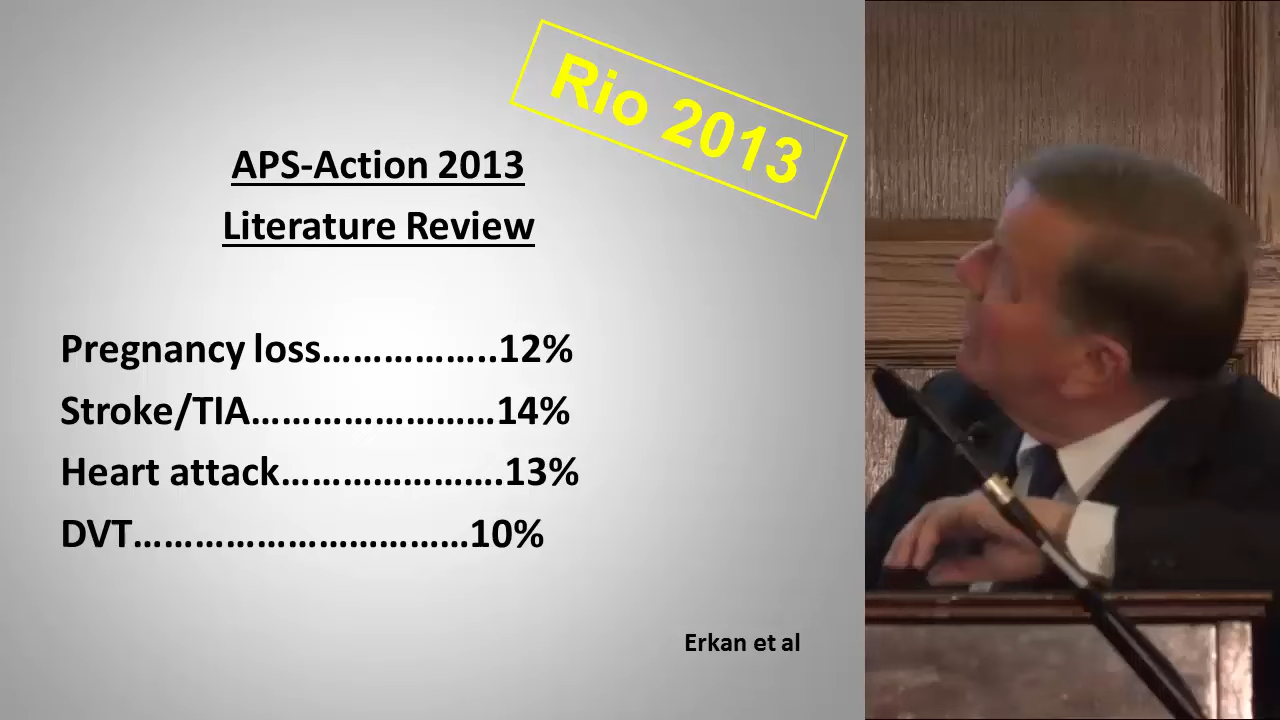 Rio 2013
APS-Action 2013
Literature Review
Pregnancy loss……………..12%
Stroke/TIA……………………14%
Heart attack………………….13%
DVT……………………………10%
Erkan et al